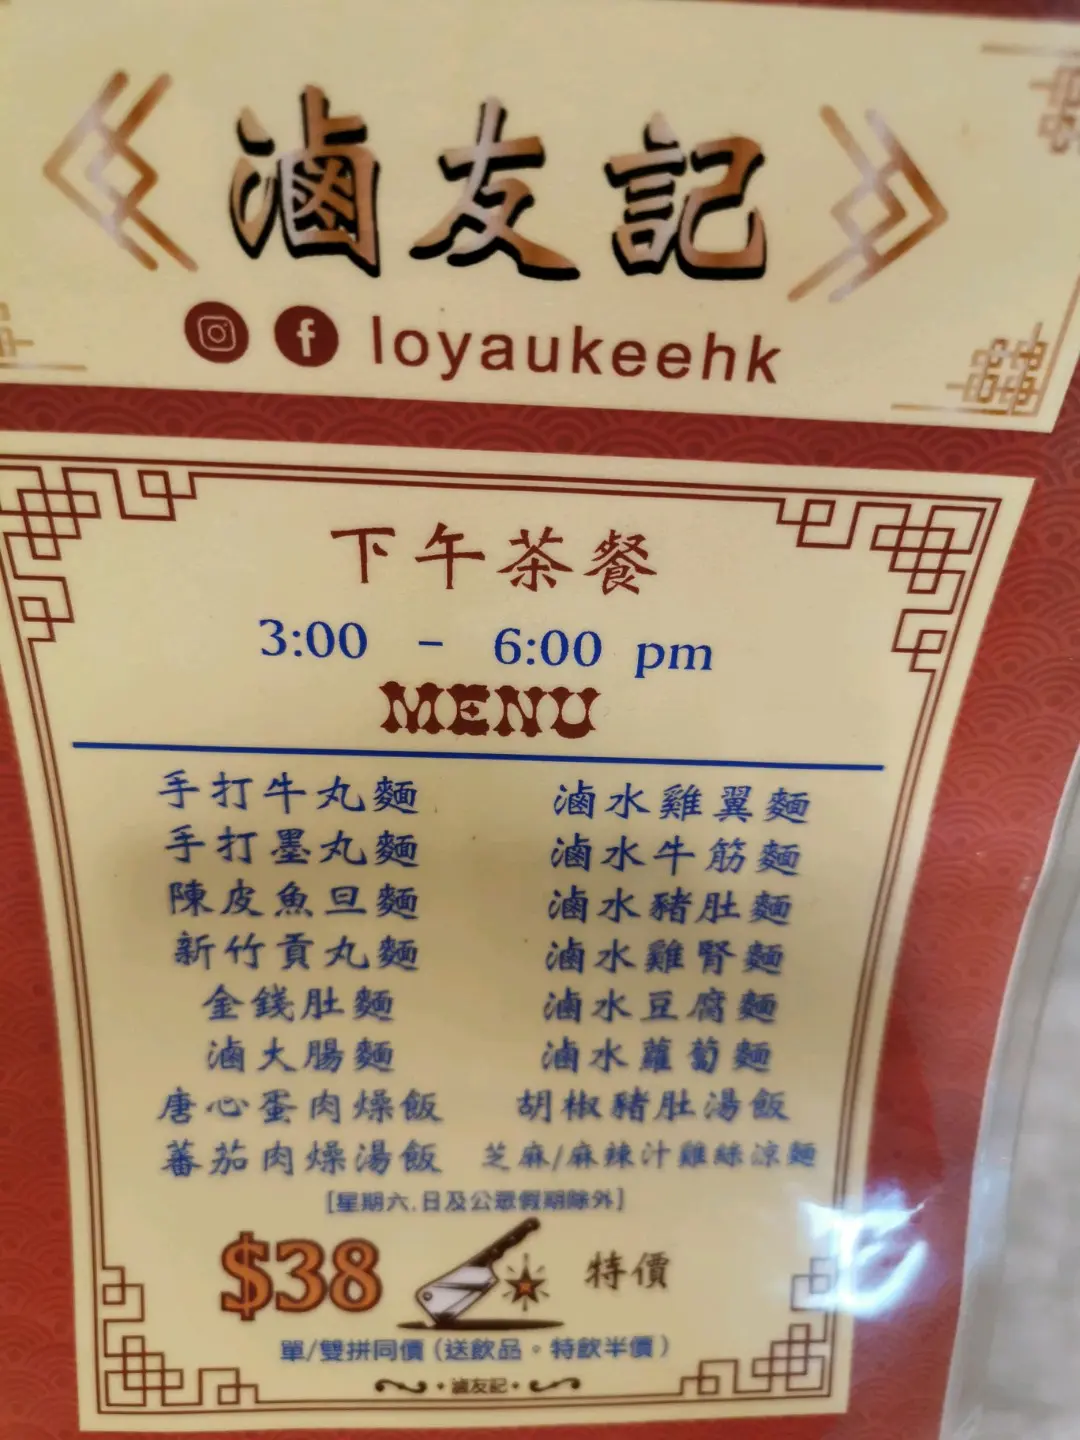 滷友記
loyaukeehk
下午茶餐
3:00 - 6:00 pm
MENU
手打牛丸麵 滷水雞翼麵
手打墨丸麵 滷水牛筋麵
陳皮魚旦麵 滷水豬肚麵
新竹貢丸麵 滷水雞腎麵
金錢肚麵 滷水豆腐麵
滷大腸麵 滷水蘿蔔麵
唐心蛋肉燥飯 胡椒豬肚湯飯
蕃茄肉燥湯飯 芝麻/麻辣汁雞絲涼麵
[星期六,日及公眾假期除外]
$38 特價
單/雙拼同價(送飲品。特飲半價)
滷友記